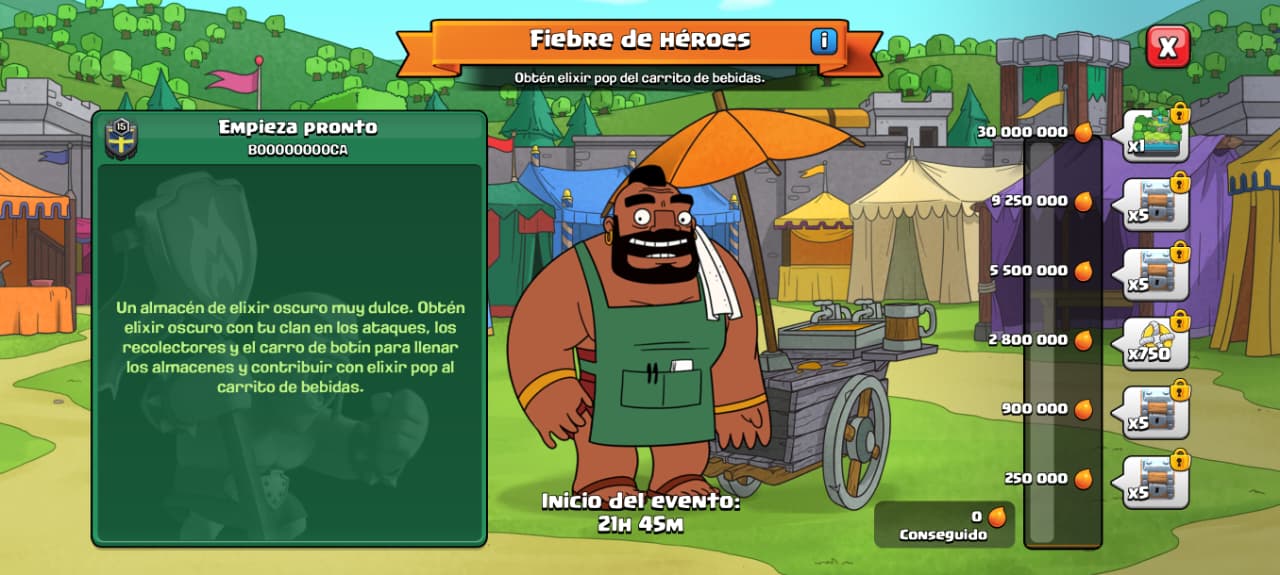 Fiebre de héroes
i
X
Obtén elixir pop del carrito de bebidas.
15
Empieza pronto
BOOOOOOOOCA
Un almacén de elixir oscuro muy dulce. Obtén
elixir oscuro con tu clan en los ataques, los
recolectores y el carro de botín para llenar
los almacenes y contribuir con elixir pop al
carrito de bebidas.
Inicio del evento:
21H 45M
30 000 000
x1
9 250 000
x5
5 500 000
x5
2 800 000
x750
900 000
x5
250 000
x5
0
Conseguido